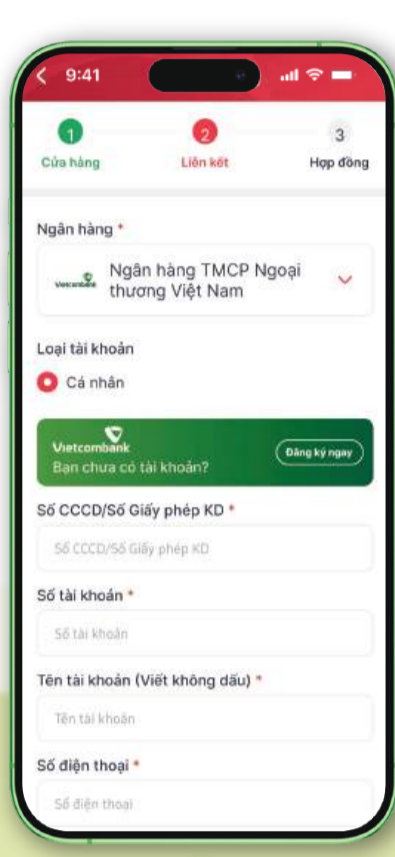 9:41
1
2
3
Cửa hàng
Liên kết
Hợp đồng
Ngân hàng *
Vietcombank
Ngân hàng TMCP Ngoại
thương Việt Nam
Loại tài khoản
Cá nhân
Vietcombank
Bạn chưa có tài khoản?
Đăng ký ngay
Số CCCD/Số Giấy phép KD *
Số CCCD/Số Giấy phép KD
Số tài khoản *
Số tài khoản
Tên tài khoản (Viết không dấu) *
Tên tài khoản
Số điện thoại *
Số điện thoại